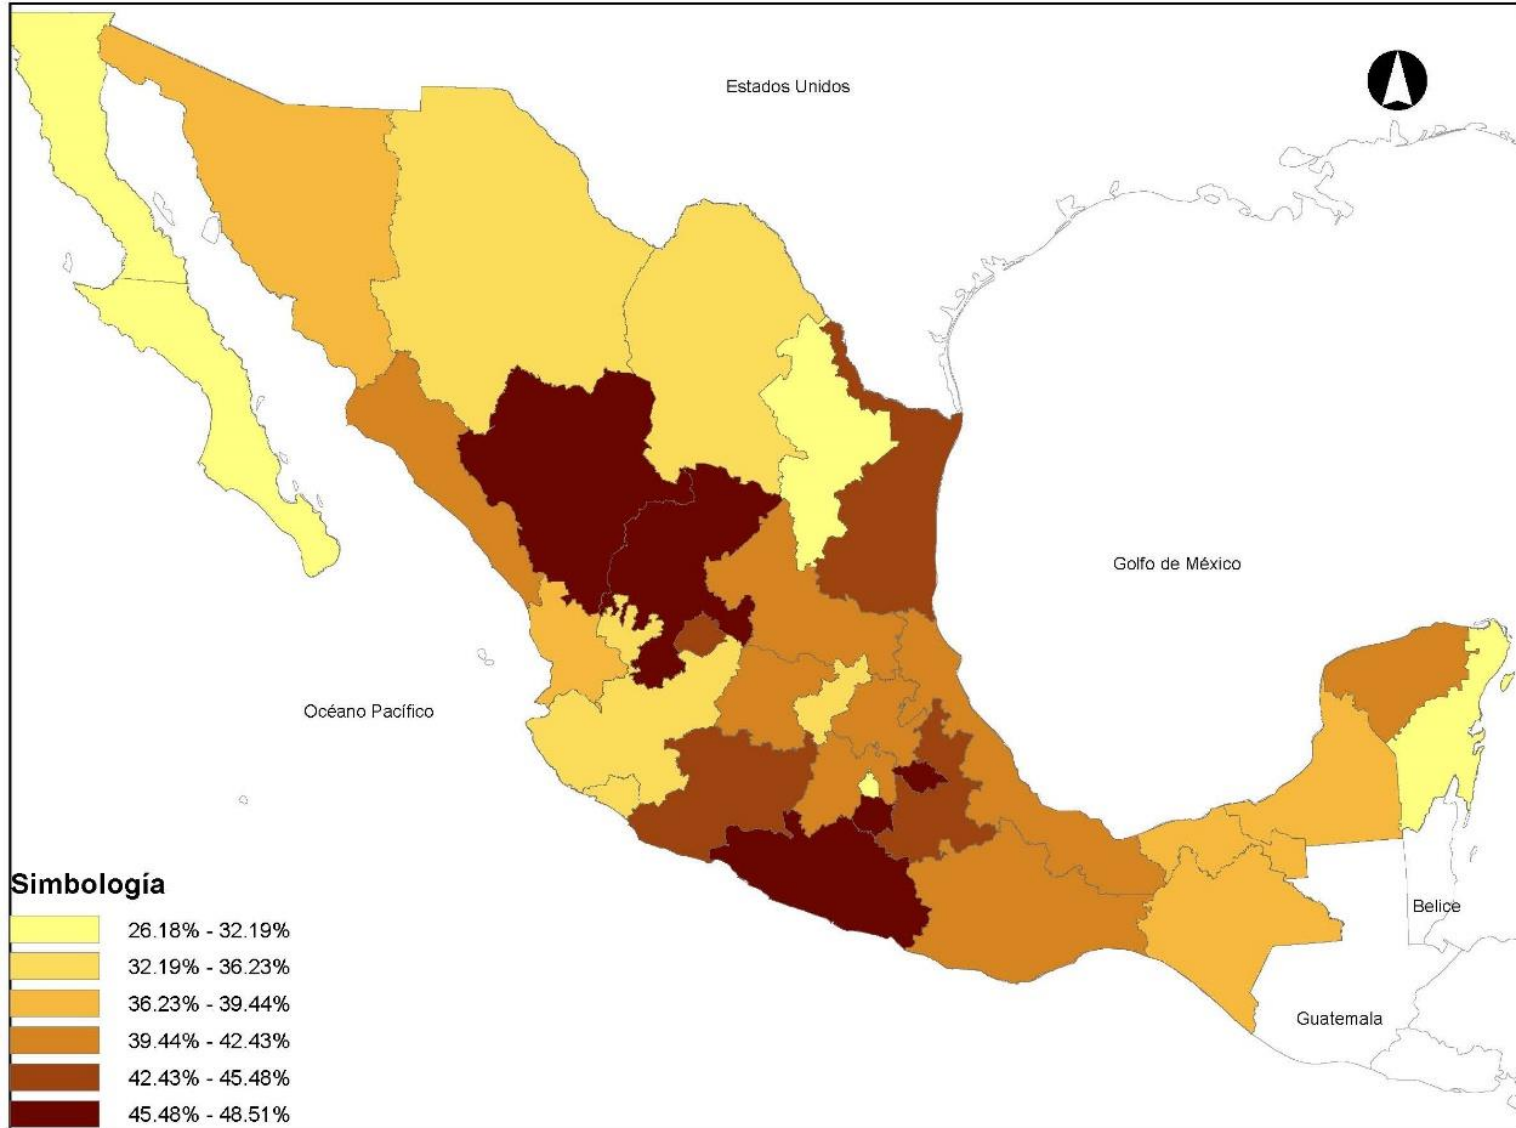 Estados Unidos
Golfo de México
Océano Pacífico
Belice
Guatemala
Simbología
26.18% - 32.19%
32.19% - 36.23%
36.23% - 39.44%
39.44% - 42.43%
42.43% - 45.48%
45.48% - 48.51%